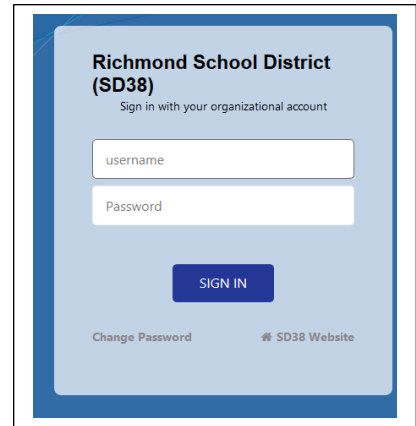 Richmond School District
(SD38)
Sign in with your organizational account
username
Password
SIGN IN
Change Password SD38 Website